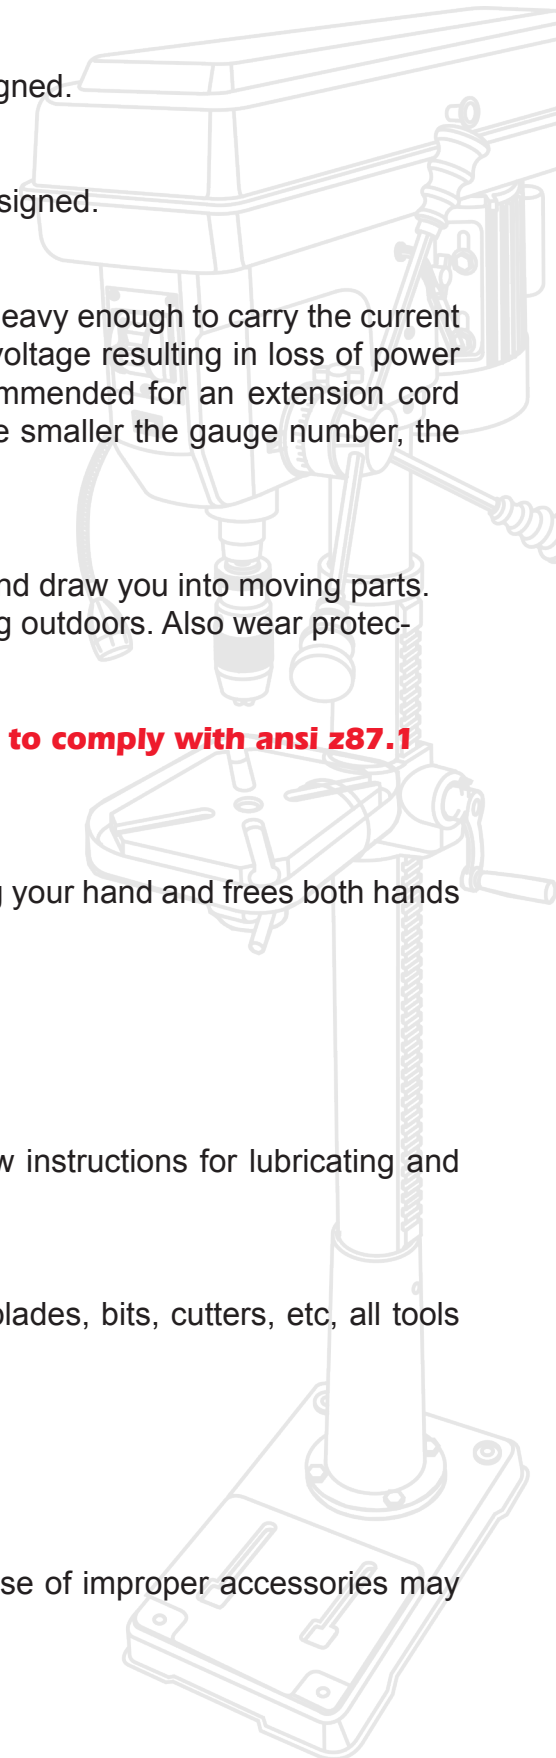 gned.
signed.
eavy enough to carry the current
voltage resulting in loss of power
mmended for an extension cord
e smaller the gauge number, the
nd draw you into moving parts.
g outdoors. Also wear protec-
to comply with ansi z87.1
g your hand and frees both hands
w instructions for lubricating and
blades, bits, cutters, etc, all tools
se of improper accessories may